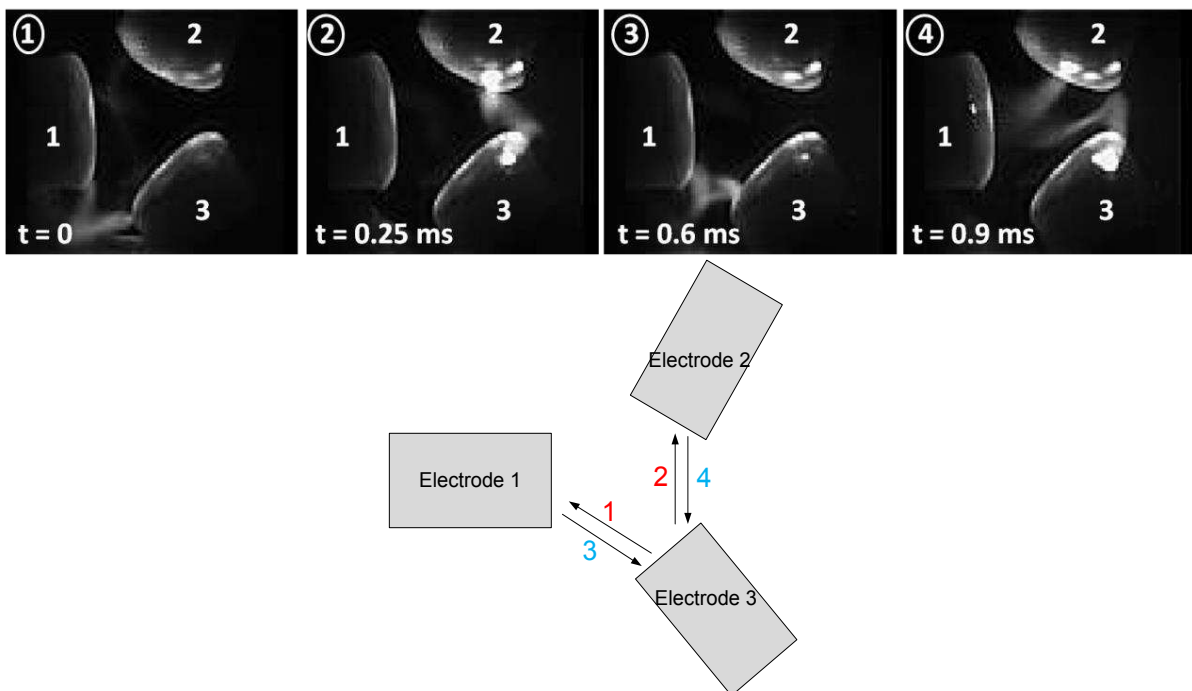 1
2
1
3
t = 0
2
2
1
3
t = 0.25 ms
3
2
1
3
t = 0.6 ms
4
2
1
3
t = 0.9 ms
Electrode 2
Electrode 1
2
4
1
3
Electrode 3